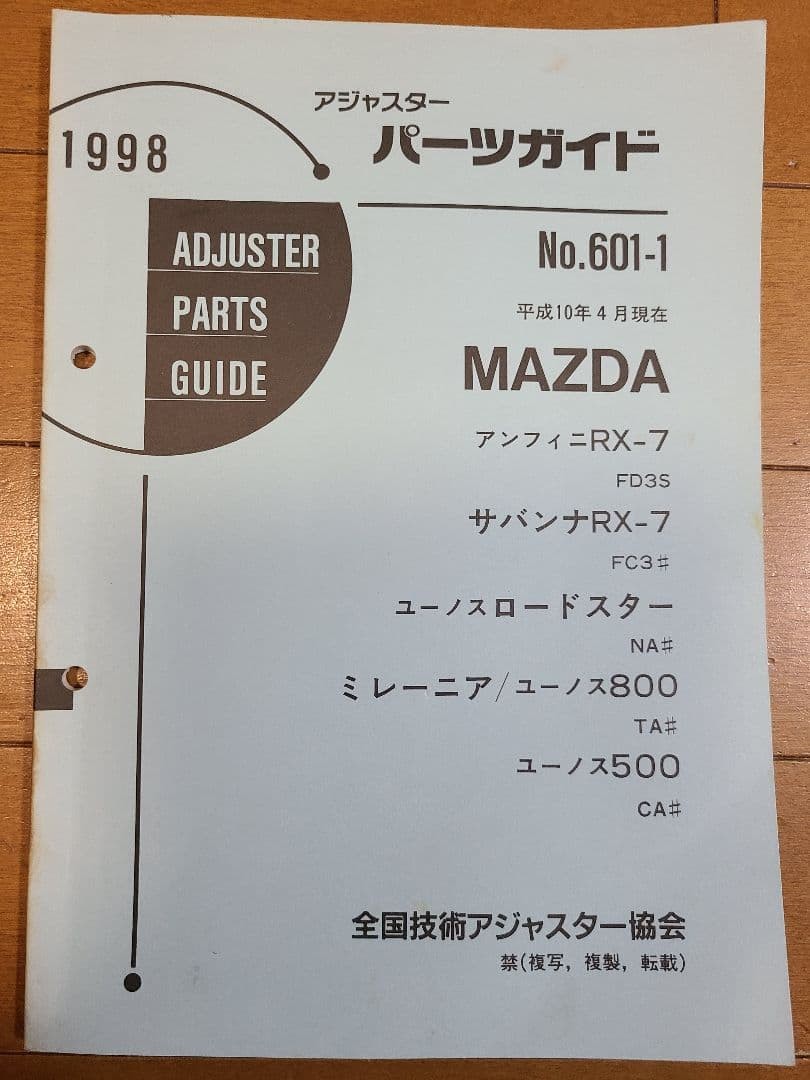 1998
アジャスター
パーツガイド
ADJUSTER
PARTS
GUIDE
No.601-1
平成10年4月現在
MAZDA
アンフィニRX-7
FD3S
サバンナRX-7
FC3♯
ユーノスロードスター
NA♯
ミレーニア/ユーノス800
TA♯
ユーノス500
CA♯
全国技術アジャスター協会
禁(複写,複製,転載)